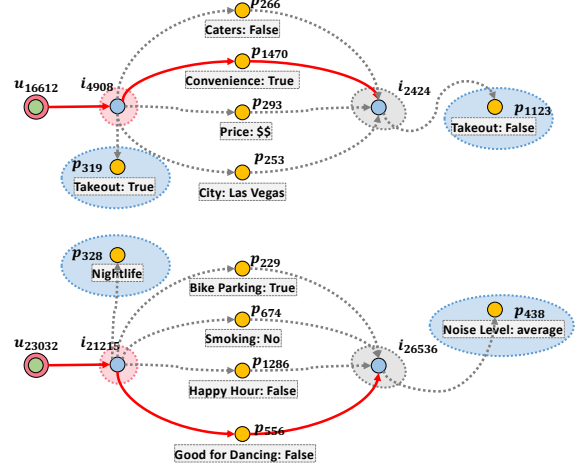 p266
Caters: False
p1470
Convenience: True
u16612
i4908
i2424
p293
Price: $$
p1123
Takeout: False
p319
Takeout: True
p253
City: Las Vegas
p328
Nightlife
p229
Bike Parking: True
p674
Smoking: No
p438
Noise Level: average
u23032
i21215
i26536
p1286
Happy Hour: False
p556
Good for Dancing: False